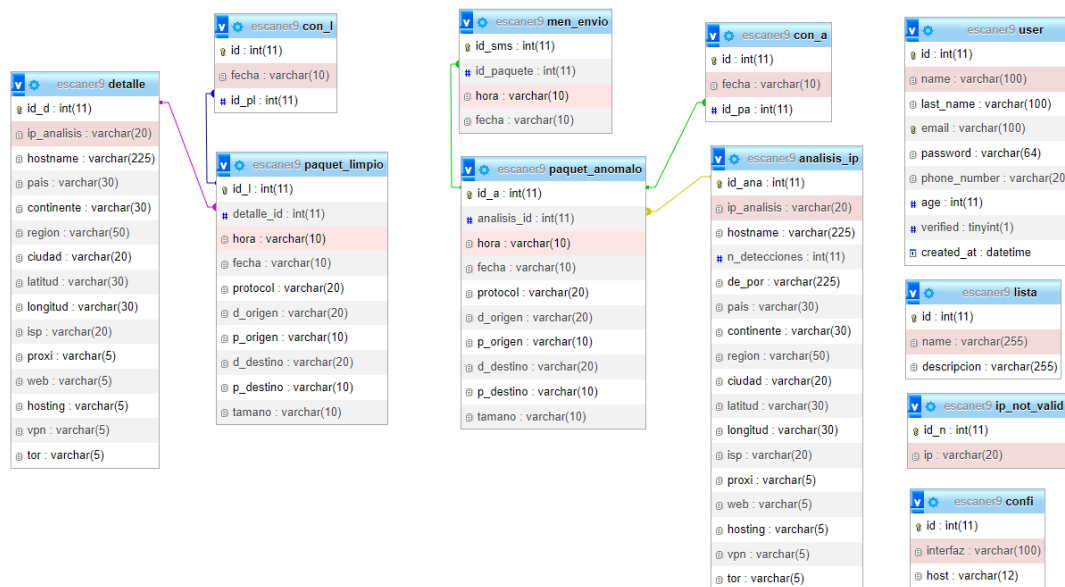 escaner9 detalle
id_d : int(11)
ip_analisis : varchar(20)
hostname : varchar(225)
pais : varchar(30)
continente : varchar(30)
region : varchar(50)
ciudad : varchar(20)
latitud : varchar(30)
longitud : varchar(30)
isp : varchar(20)
proxi : varchar(5)
web : varchar(5)
hosting : varchar(5)
vpn : varchar(5)
tor : varchar(5)
escaner9 con_l
id : int(11)
fecha : varchar(10)
# id_pl : int(11)
escaner9 paquet_limpio
id_l : int(11)
# detalle_id : int(11)
hora : varchar(10)
fecha : varchar(10)
protocol : varchar(20)
d_origen : varchar(20)
p_origen : varchar(10)
d_destino : varchar(20)
p_destino : varchar(10)
tamano : varchar(10)
escaner9 men_envio
id_sms : int(11)
# id_paquete : int(11)
hora : varchar(10)
fecha : varchar(10)
escaner9 paquet_anomalo
id_a : int(11)
# analisis_id : int(11)
hora : varchar(10)
fecha : varchar(10)
protocol : varchar(20)
d_origen : varchar(20)
p_origen : varchar(10)
d_destino : varchar(20)
p_destino : varchar(10)
tamano : varchar(10)
escaner9 con_a
id : int(11)
fecha : varchar(10)
# id_pa : int(11)
escaner9 analisis_ip
id_ana : int(11)
ip_analisis : varchar(20)
hostname : varchar(225)
# n_detecciones : int(11)
de_por : varchar(225)
pais : varchar(30)
continente : varchar(30)
region : varchar(50)
ciudad : varchar(20)
latitud : varchar(30)
longitud : varchar(30)
isp : varchar(20)
proxi : varchar(5)
web : varchar(5)
hosting : varchar(5)
vpn : varchar(5)
tor : varchar(5)
escaner9 user
id : int(11)
name : varchar(100)
last_name : varchar(100)
email : varchar(100)
password : varchar(64)
phone_number : varchar(20
# age : int(11)
# verified : tinyint(1)
created_at : datetime
escaner9 lista
id : int(11)
name : varchar(255)
descripcion : varchar(255)
escaner9 ip_not_valid
id_n : int(11)
ip : varchar(20)
escaner9 confi
id : int(11)
interfaz : varchar(100)
host : varchar(12)